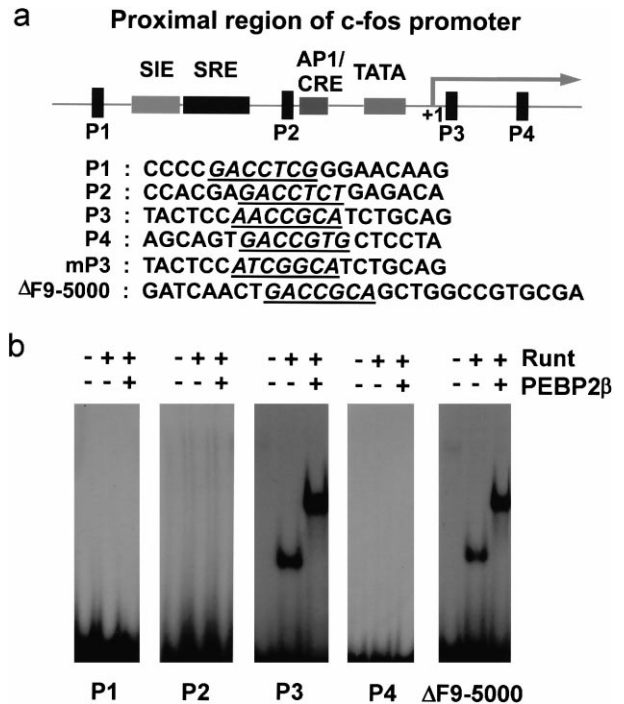 a
Proximal region of c-fos promoter
SIE SRE AP1/CRE TATA
+1
P1 P2 P3 P4
P1 : CCCCGACCTCGGGAACAAG
P2 : CCACGAGACCTCTGAGACA
P3 : TACTCCAACCGCATCTGCAG
P4 : AGCAGTGACCGTGCTCCTA
mP3 : TACTCCATCGGCATCTGCAG
ΔF9-5000 : GATCAACTGACCGCAGCTGGCCGTGCGA
b
- + + - + + - + + - + + - + + Runt
- - + - - + - - + - - + - - + PEBP2β
P1 P2 P3 P4 ΔF9-5000